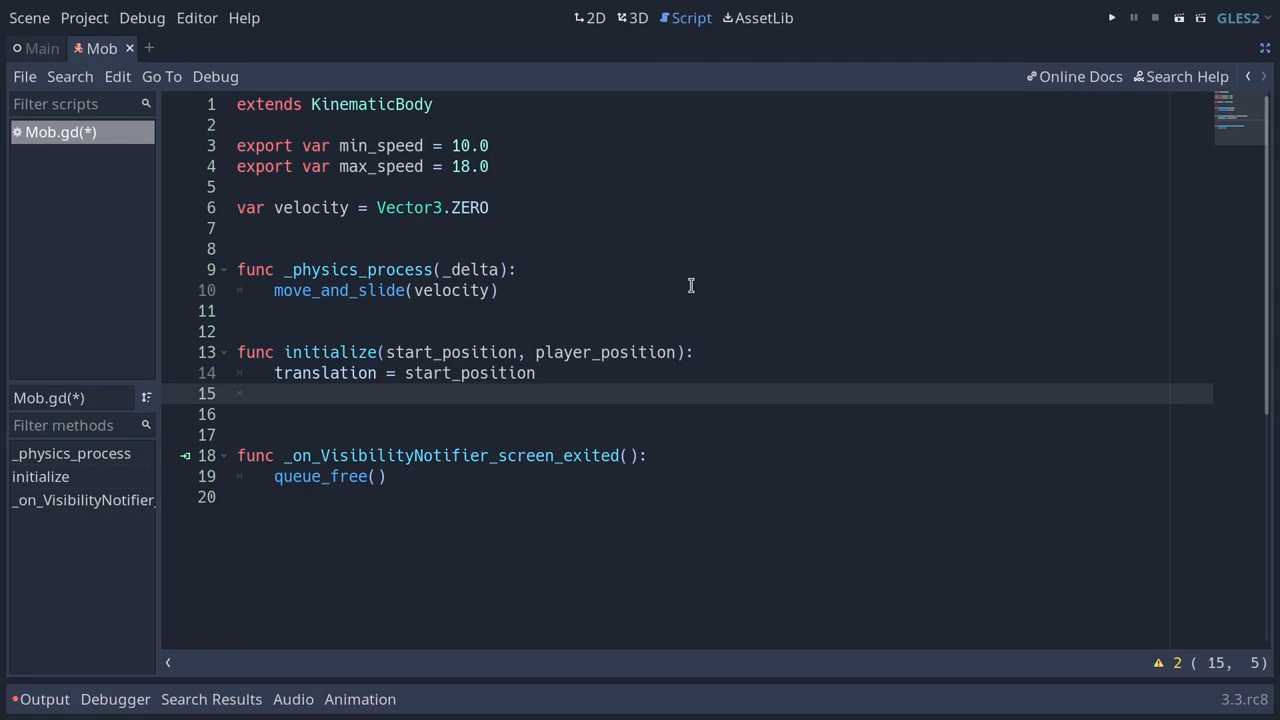 Scene Project Debug Editor Help 2D 3D Script AssetLib GLES2
Main Mob
File Search Edit Go To Debug Online Docs Search Help
Filter scripts
Mob.gd(*)
Mob.gd(*)
Filter methods
_physics_process
initialize
_on_VisibilityNotifier_
1 extends KinematicBody
2
3 export var min_speed = 10.0
4 export var max_speed = 18.0
5
6 var velocity = Vector3.ZERO
7
8
9 func _physics_process(_delta):
10 move_and_slide(velocity)
11
12
13 func initialize(start_position, player_position):
14 translation = start_position
15
16
17
18 func _on_VisibilityNotifier_screen_exited():
19 queue_free()
20
2 ( 15, 5)
Output Debugger Search Results Audio Animation 3.3.rc8